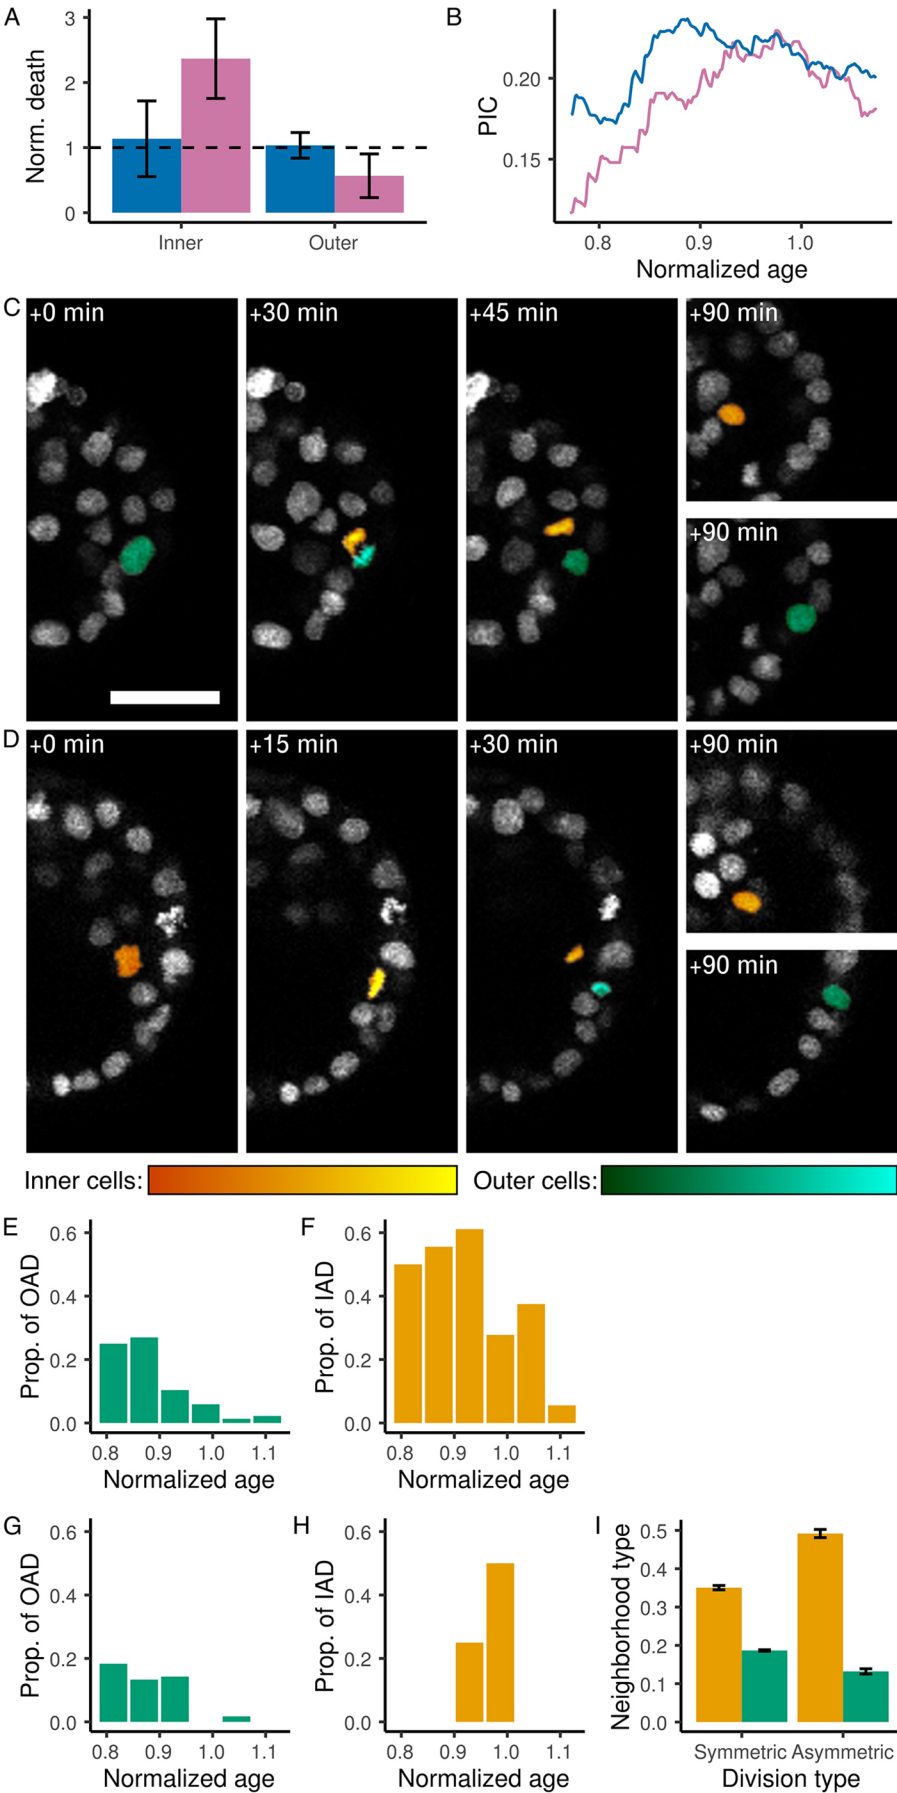 A
Norm. death
3
2
1
0
Inner
Outer
B
PIC
0.20
0.15
0.8
0.9
1.0
Normalized age
C
+0 min
+30 min
+45 min
+90 min
+90 min
D
+0 min
+15 min
+30 min
+90 min
+90 min
Inner cells:
Outer cells:
E
Prop. of OAD
0.6
0.4
0.2
0.0
0.8
0.9
1.0
1.1
Normalized age
F
Prop. of IAD
0.6
0.4
0.2
0.0
0.8
0.9
1.0
1.1
Normalized age
G
Prop. of OAD
0.6
0.4
0.2
0.0
0.8
0.9
1.0
1.1
Normalized age
H
Prop. of IAD
0.6
0.4
0.2
0.0
0.8
0.9
1.0
1.1
Normalized age
I
Neighborhood type
0.5
0.4
0.3
0.2
0.1
0.0
Symmetric
Asymmetric
Division type